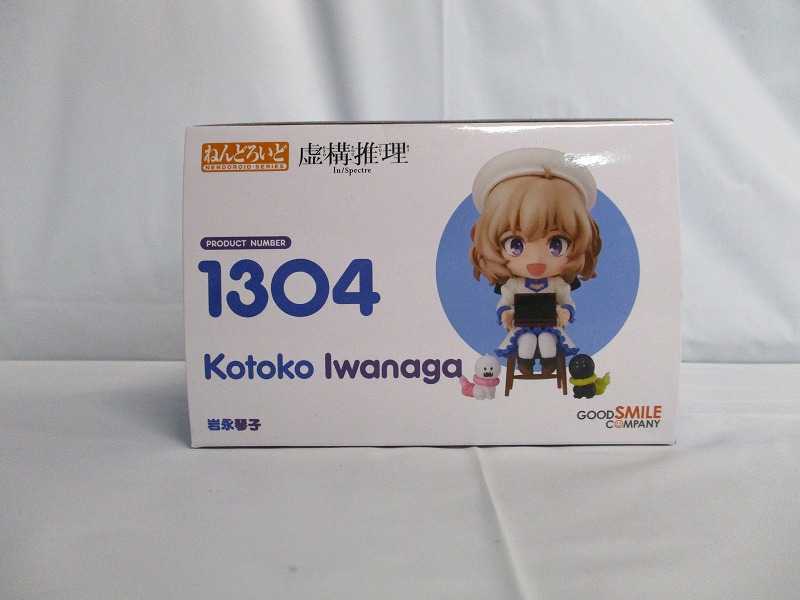 ねんどろいど
NENDOROID-SERIES
虚構推理
In/Spectre
PRODUCT NUMBER
1304
Kotoko Iwanaga
岩永琴子
GOOD SMILE
COMPANY